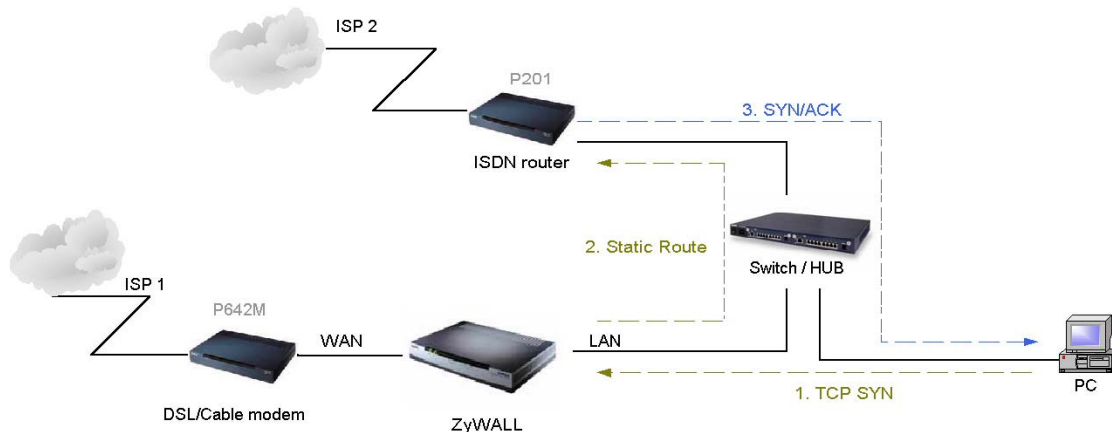 ISP 2
P201
3. SYN/ACK
ISDN router
2. Static Route
Switch / HUB
ISP 1
P642M
WAN
LAN
DSL/Cable modem
ZyWALL
1. TCP SYN
PC